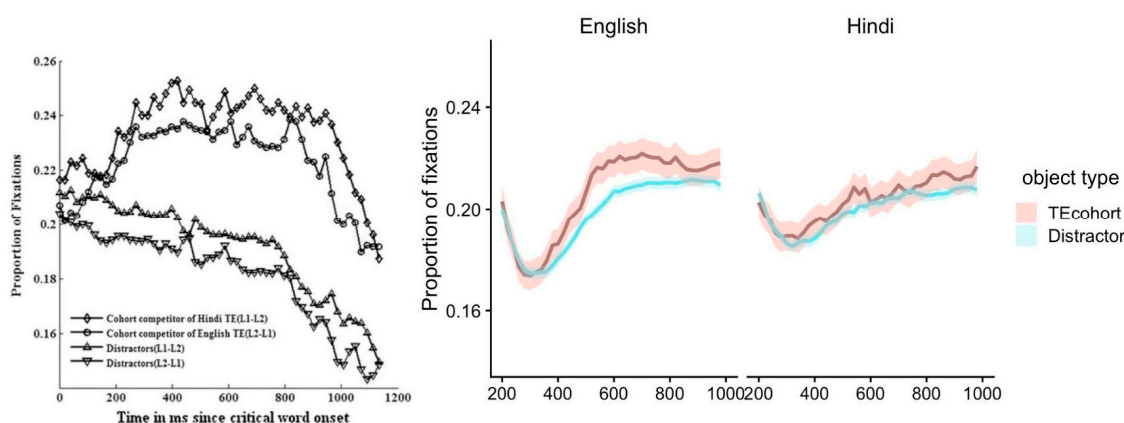 0.26
0.24
0.22
0.2
0.18
0.16
0
200
400
600
800
1000
1200
Proportion of Fixations
Time in ms since critical word onset
Cohort competitor of Hindi TE(L1-L2)
Cohort competitor of English TE(L2-L1)
Distractors(L1-L2)
Distractors(L2-L1)
English
Hindi
Proportion of fixations
0.24
0.20
0.16
200
400
600
800
1000
200
400
600
800
1000
object type
TEcohort
Distractor